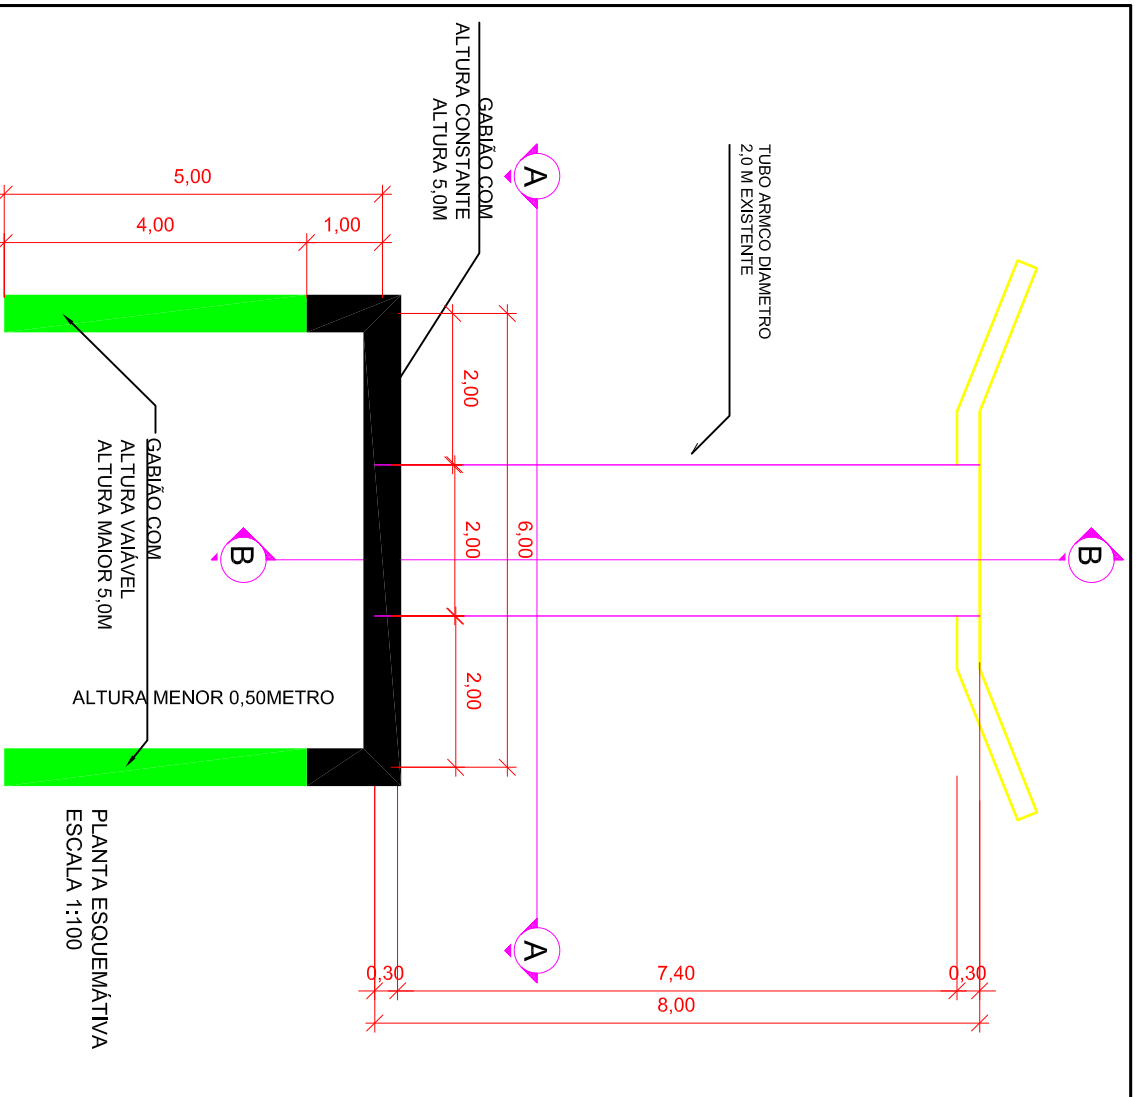 GABIÃO COM
ALTURA CONSTANTE
ALTURA 5,0M
TUBO ARMCO DIAMETRO
2,0 M EXISTENTE
A
5,00
4,00
1,00
2,00
2,00
6,00
2,00
B
B
GABIÃO COM
ALTURA VAIÁVEL
ALTURA MAIOR 5,0M
ALTURA MENOR 0,50METRO
A
0,30
7,40
0,30
8,00
PLANTA ESQUEMÁTIVA
ESCALA 1:100